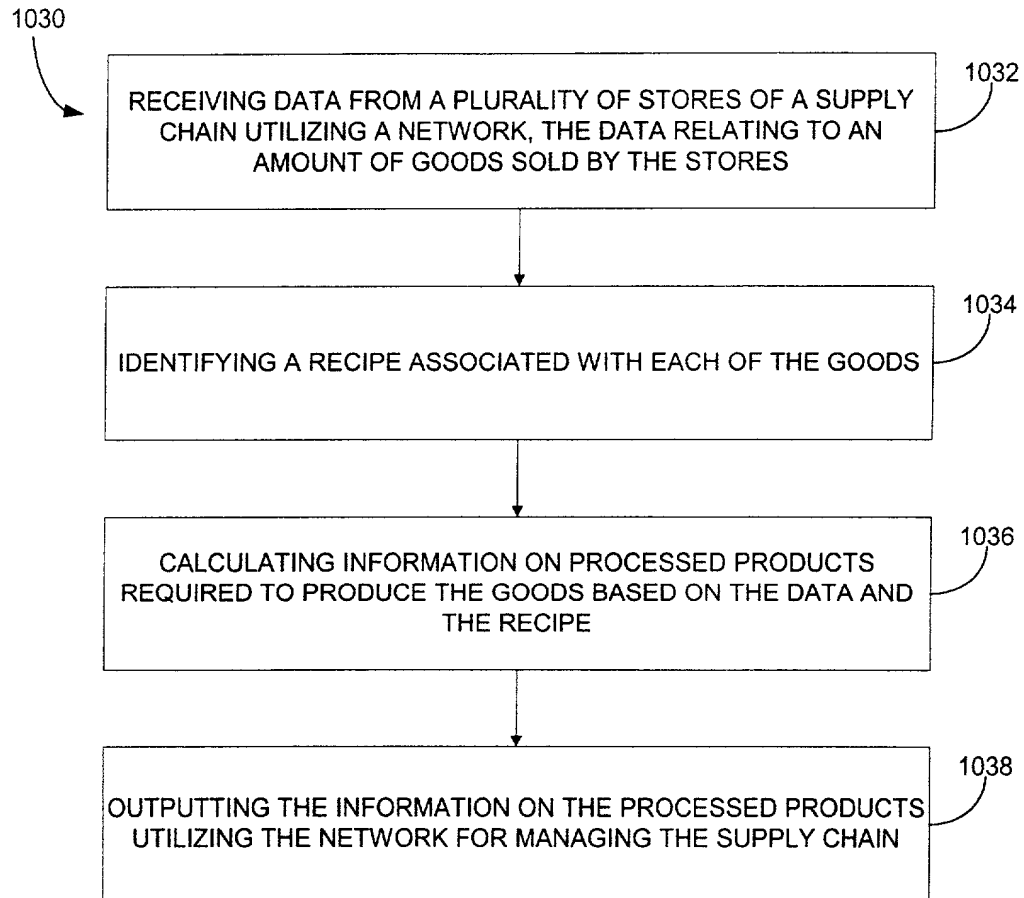 1030
1032
RECEIVING DATA FROM A PLURALITY OF STORES OF A SUPPLY
CHAIN UTILIZING A NETWORK, THE DATA RELATING TO AN
AMOUNT OF GOODS SOLD BY THE STORES
1034
IDENTIFYING A RECIPE ASSOCIATED WITH EACH OF THE GOODS
1036
CALCULATING INFORMATION ON PROCESSED PRODUCTS
REQUIRED TO PRODUCE THE GOODS BASED ON THE DATA AND
THE RECIPE
1038
OUTPUTTING THE INFORMATION ON THE PROCESSED PRODUCTS
UTILIZING THE NETWORK FOR MANAGING THE SUPPLY CHAIN